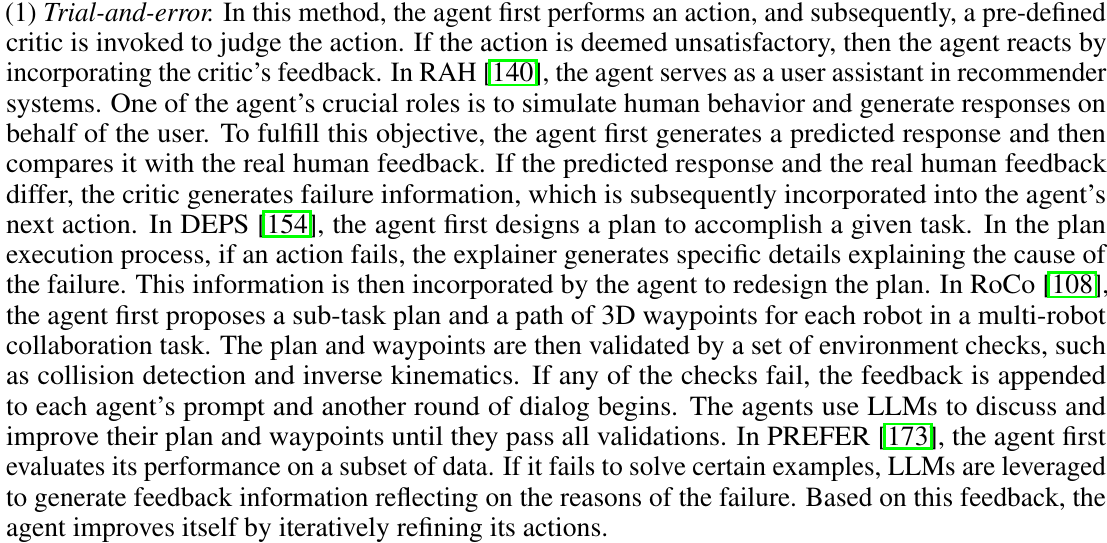 (1) Trial-and-error. In this method, the agent first performs an action, and subsequently, a pre-defined
critic is invoked to judge the action. If the action is deemed unsatisfactory, then the agent reacts by
incorporating the critic's feedback. In RAH [140], the agent serves as a user assistant in recommender
systems. One of the agent's crucial roles is to simulate human behavior and generate responses on
behalf of the user. To fulfill this objective, the agent first generates a predicted response and then
compares it with the real human feedback. If the predicted response and the real human feedback
differ, the critic generates failure information, which is subsequently incorporated into the agent's
next action. In DEPS [154], the agent first designs a plan to accomplish a given task. In the plan
execution process, if an action fails, the explainer generates specific details explaining the cause of
the failure. This information is then incorporated by the agent to redesign the plan. In RoCo [108],
the agent first proposes a sub-task plan and a path of 3D waypoints for each robot in a multi-robot
collaboration task. The plan and waypoints are then validated by a set of environment checks, such
as collision detection and inverse kinematics. If any of the checks fail, the feedback is appended
to each agent's prompt and another round of dialog begins. The agents use LLMs to discuss and
improve their plan and waypoints until they pass all validations. In PREFER [173], the agent first
evaluates its performance on a subset of data. If it fails to solve certain examples, LLMs are leveraged
to generate feedback information reflecting on the reasons of the failure. Based on this feedback, the
agent improves itself by iteratively refining its actions.